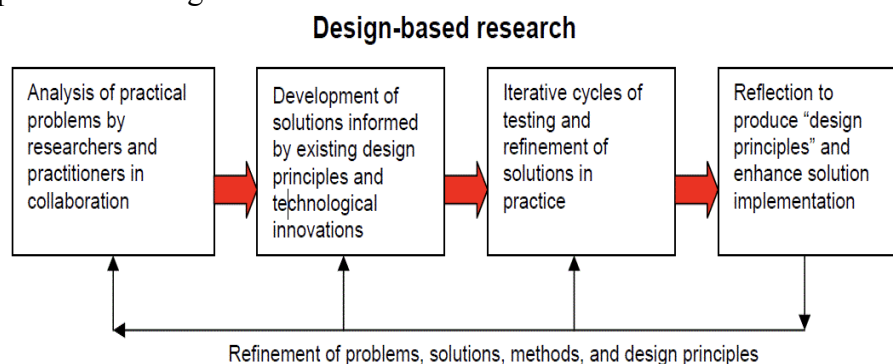 Design-based research
Analysis of practical
problems by
researchers and
practitioners in
collaboration
Development of
solutions informed
by existing design
principles and
technological
innovations
Iterative cycles of
testing and
refinement of
solutions in
practice
Reflection to
produce “design
principles” and
enhance solution
implementation
Refinement of problems, solutions, methods, and design principles